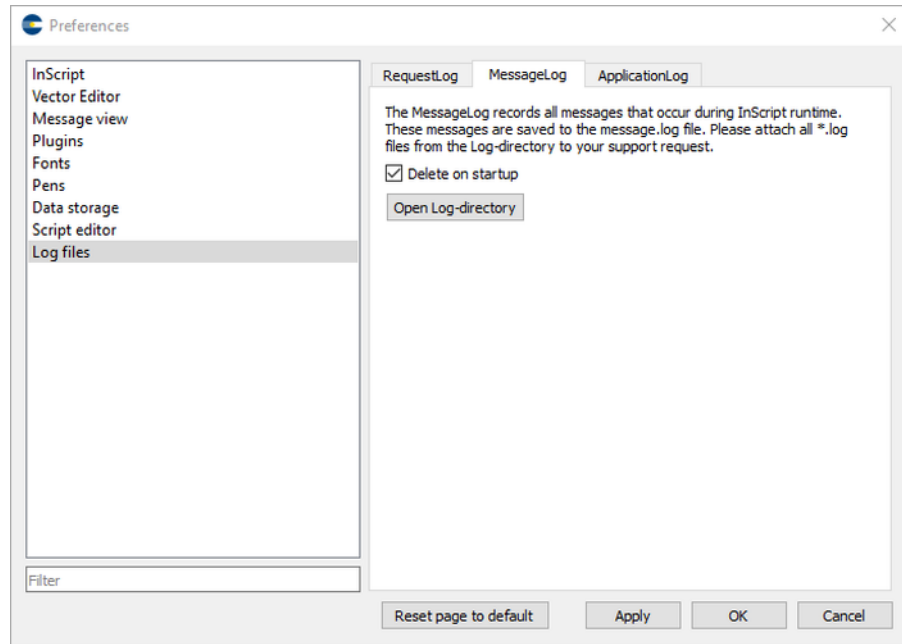 Preferences
InScript
Vector Editor
Message view
Plugins
Fonts
Pens
Data storage
Script editor
Log files
Filter
RequestLog MessageLog ApplicationLog
The MessageLog records all messages that occur during InScript runtime.
These messages are saved to the message.log file. Please attach all *.log
files from the Log-directory to your support request.
Delete on startup
Open Log-directory
Reset page to default Apply OK Cancel